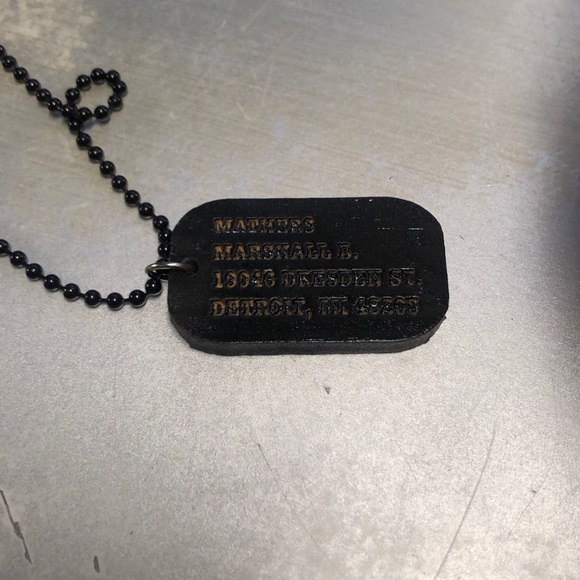 MATHERS
MARSHALL B.
19946 DRESDEN ST.
DETROIT, MI 48205